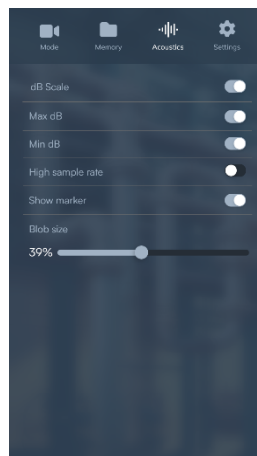 Mode Memory Acoustics Settings
dB Scale
Max dB
Min dB
High sample rate
Show marker
Blob size
39%